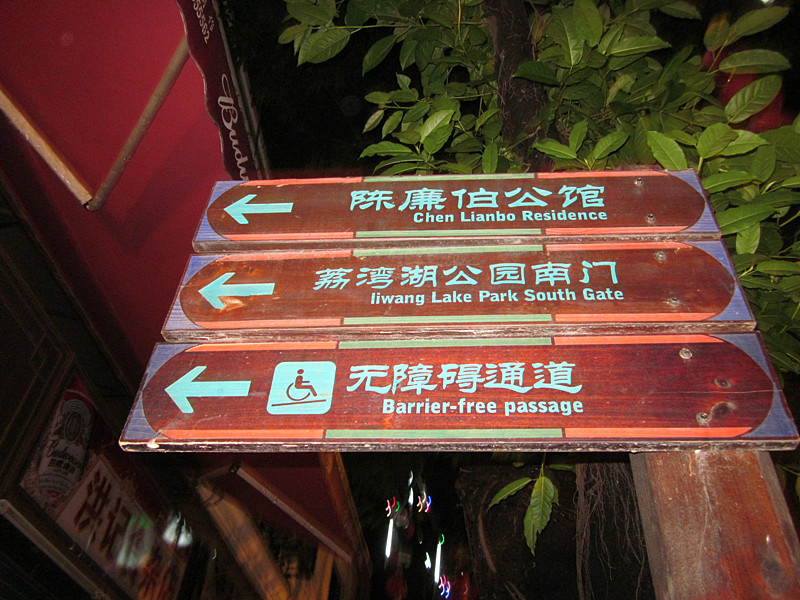 陈廉伯公馆
Chen Lianbo Residence
荔湾湖公园南门
liwang Lake Park South Gate
无障碍通道
Barrier-free passage